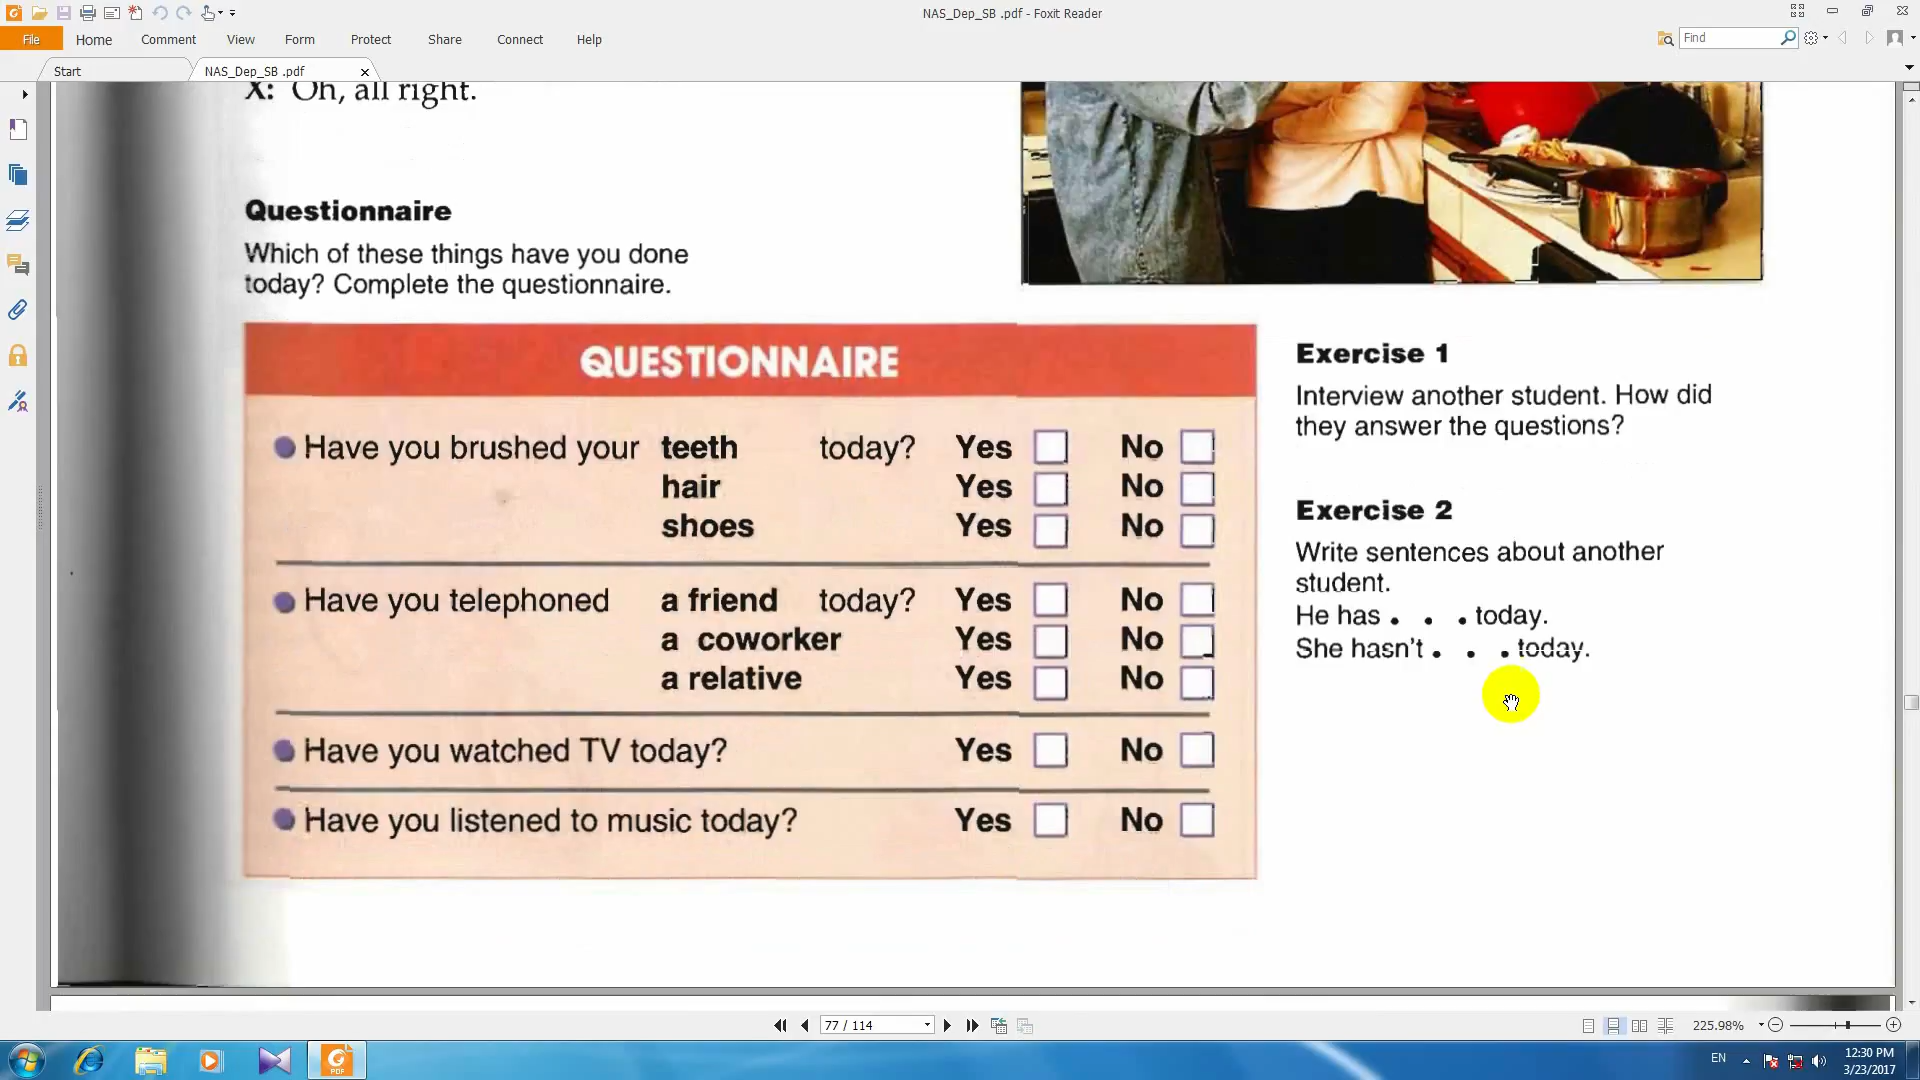 NAS_Dep_SB .pdf - Foxit Reader
File Home Comment View Form Protect Share Connect Help
Find
Start NAS_Dep_SB .pdf
X: Oh, all right.
Questionnaire
Which of these things have you done
today? Complete the questionnaire.
QUESTIONNAIRE
Have you brushed your teeth today? Yes No
hair Yes No
shoes Yes No
Have you telephoned a friend today? Yes No
a coworker Yes No
a relative Yes No
Have you watched TV today? Yes No
Have you listened to music today? Yes No
Exercise 1
Interview another student. How did
they answer the questions?
Exercise 2
Write sentences about another
student.
He has . . . today.
She hasn't . . . today.
77 / 114
225.98%
PDF
EN
12:30 PM
3/23/2017